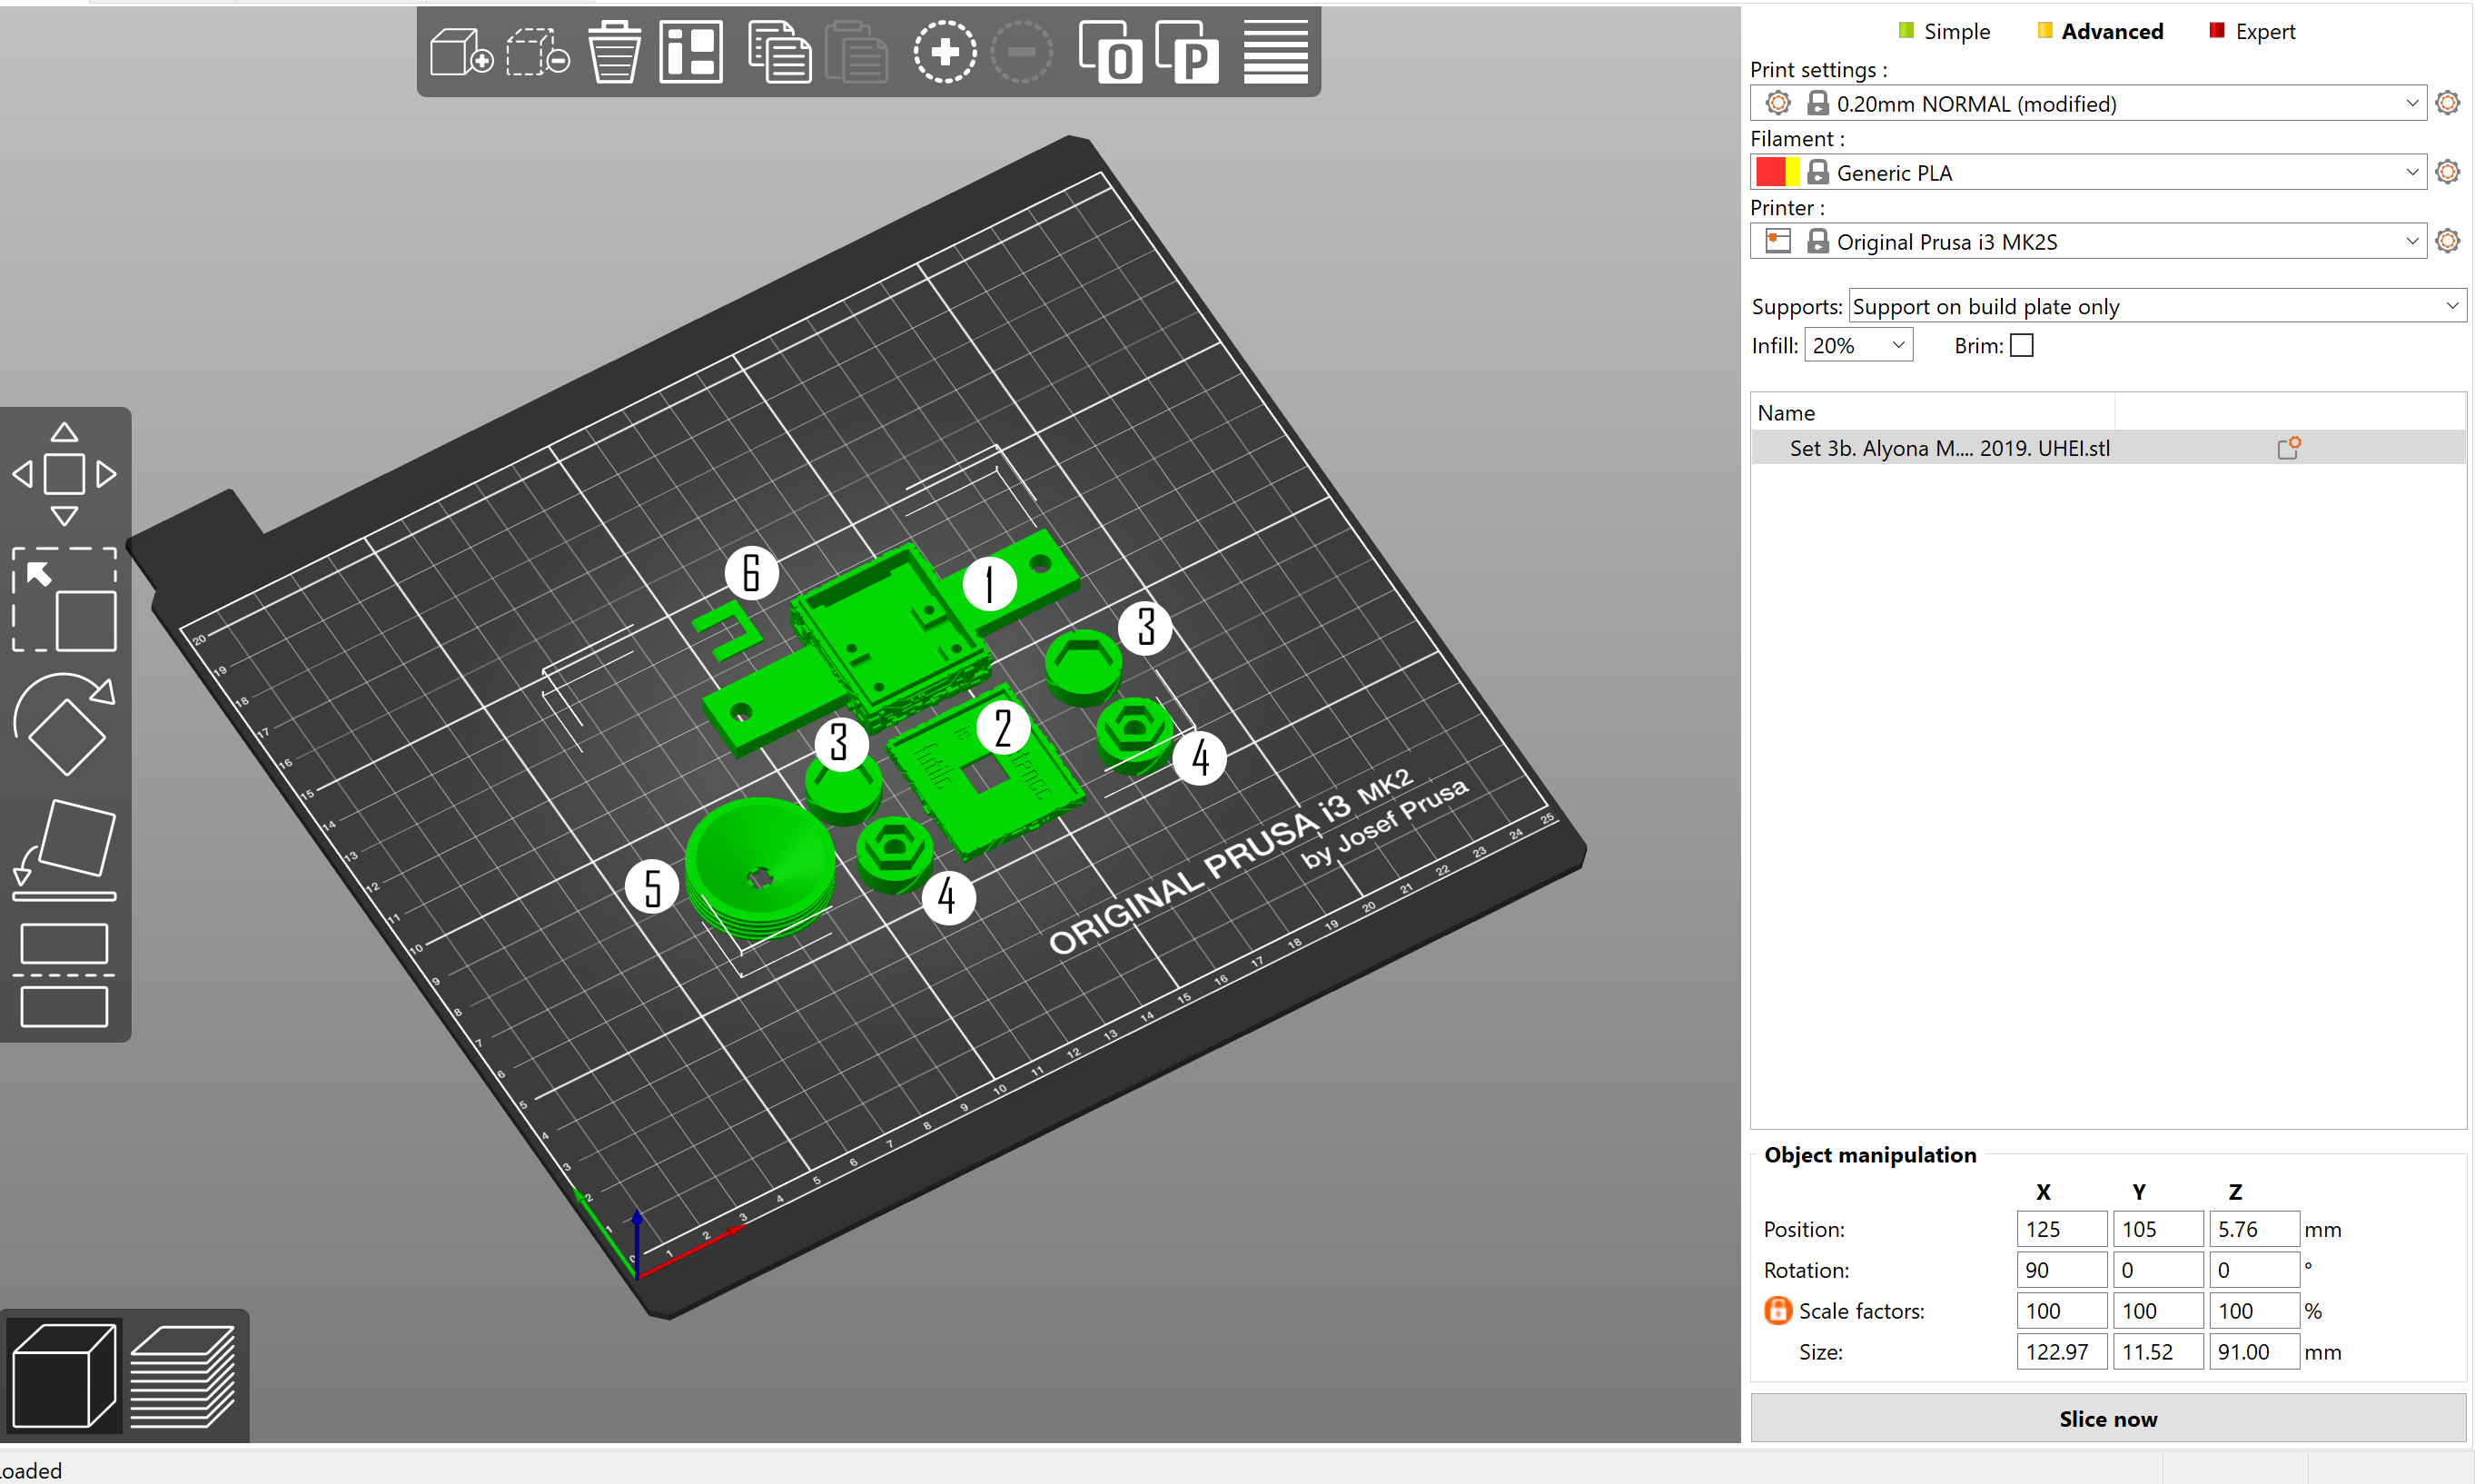 Simple Advanced Expert
Print settings :
0.20mm NORMAL (modified)
Filament :
Generic PLA
Printer :
Original Prusa i3 MK2S
Supports: Support on build plate only
Infill: 20% Brim:
Name
Set 3b. Alyona M.... 2019. UHEI.stl
Object manipulation
X Y Z
Position: 125 105 5.76 mm
Rotation: 90 0 0 °
Scale factors: 100 100 100 %
Size: 122.97 11.52 91.00 mm
Slice now
O P
6
1
3
2
3
4
5
4
futile
is
ORIGINAL PRUSA i3 MK2
by Josef Prusa
20
19
18
17
16
15
14
13
12
11
10
9
8
7
6
5
4
3
2
1
0
1 2 3 4 5 6 7 8 9 10 11 12 13 14 15 16 17 18 19 20 21 22 23 24 25
oaded